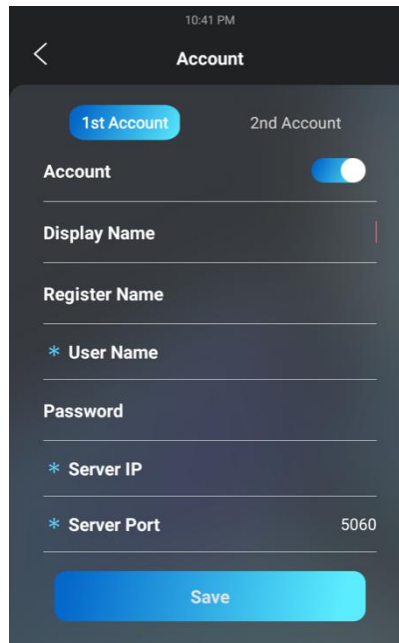 10:41 PM
Account
1st Account 2nd Account
Account
Display Name
Register Name
* User Name
Password
* Server IP
* Server Port 5060
Save